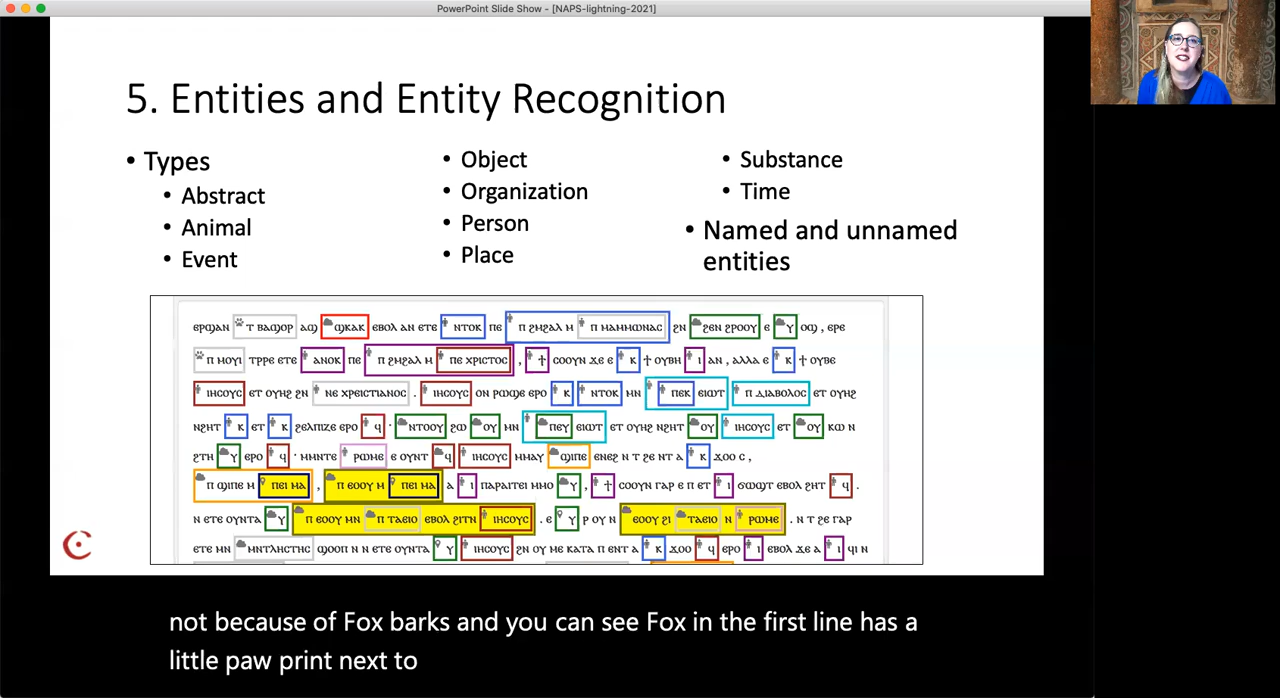 PowerPoint Slide Show - [NAPS-lightning-2021]
5. Entities and Entity Recognition
• Types
• Abstract
• Animal
• Event
• Object
• Organization
• Person
• Place
• Substance
• Time
• Named and unnamed
entities
ⲉⲣϣⲁⲛ ⲧ ⲃⲁϣⲟⲣ ⲁϣ ϣⲕⲁⲕ ⲉⲃⲟⲗ ⲁⲛ ⲉⲧⲉ ⲛⲧⲟⲕ ⲡⲉ ⲡ ϩⲙϩⲁⲗ ⲙ ⲡ ⲙⲁⲙⲙⲱⲛⲁⲥ ϩⲛ ϩⲉⲛ ϩⲣⲟⲟⲩ ⲉ ⲩ ⲟϣ , ⲉⲣⲉ
ⲡ ⲙⲟⲩⲓ ⲧⲣⲣⲉ ⲉⲧⲉ ⲁⲛⲟⲕ ⲡⲉ ⲡ ϩⲙϩⲁⲗ ⲙ ⲡⲉ ⲭⲣⲓⲥⲧⲟⲥ , ϯ ⲥⲟⲟⲩⲛ ϫⲉ ⲉ ⲕ ϯ ⲟⲩⲃⲏ ⲓ ⲁⲛ , ⲁⲗⲗⲁ ⲉ ⲕ ϯ ⲟⲩⲃⲉ
ⲓⲏⲥⲟⲩⲥ ⲉⲧ ⲟⲩⲏϩ ϩⲛ ⲛⲉ ⲭⲣⲉⲓⲥⲧⲓⲁⲛⲟⲥ . ⲓⲏⲥⲟⲩⲥ ⲟⲛ ⲣⲱϣⲉ ⲉⲣⲟ ⲕ ⲛⲧⲟⲕ ⲙⲛ ⲡⲉⲕ ⲉⲓⲱⲧ ⲡ ⲇⲓⲁⲃⲟⲗⲟⲥ ⲉⲧ ⲟⲩⲏϩ
ⲛϩⲏⲧ ⲕ ⲉⲧ ⲕ ϩⲉⲗⲡⲓⲍⲉ ⲉⲣⲟ ϥ · ⲛⲧⲟⲟⲩ ϩⲱ ⲟⲩ ⲙⲛ ⲡⲉⲩ ⲉⲓⲱⲧ ⲉⲧ ⲟⲩⲏϩ ⲛϩⲏⲧ ⲟⲩ ⲓⲏⲥⲟⲩⲥ ⲉⲧ ⲟⲩ ⲕⲱ ⲛ
ϩⲧⲏ ⲩ ⲉⲣⲟ ϥ · ⲙⲙⲛⲧⲉ ⲣⲱⲙⲉ ⲉ ⲟⲩⲛⲧ ϥ ⲓⲏⲥⲟⲩⲥ ⲙⲙⲁⲩ ϣⲓⲡⲉ ⲉⲛⲉϩ ⲛ ⲧ ϩⲉ ⲛⲧ ⲁ ⲕ ϫⲟⲟ ⲥ ,
ⲡ ϣⲓⲡⲉ ⲙ ⲡⲉⲓ ⲙⲁ , ⲡ ⲉⲟⲟⲩ ⲙ ⲡⲉⲓ ⲙⲁ ⲁ ⲓ ⲡⲁⲣⲁⲓⲧⲉⲓ ⲙⲙⲟ ⲟⲩ , ϯ ⲥⲟⲟⲩⲛ ⲅⲁⲣ ⲉ ⲡ ⲉⲧ ⲓ ϭⲱϣⲧ ⲉⲃⲟⲗ ϩⲏⲧ ϥ .
ⲛ ⲉⲧⲉ ⲟⲩⲛⲧⲁ ⲩ ⲡ ⲉⲟⲟⲩ ⲙⲛ ⲡ ⲧⲁⲉⲓⲟ ⲉⲃⲟⲗ ϩⲓⲧⲛ ⲓⲏⲥⲟⲩⲥ . ⲉ ⲩ ⲣ ⲟⲩ ⲛ ⲉⲟⲟⲩ ϩⲓ ⲧⲁⲉⲓⲟ ⲛ ⲣⲱⲙⲉ . ⲛ ⲧ ϩⲉ ⲅⲁⲣ
ⲉⲧⲉ ⲙⲛ ⲙⲛⲧⲗⲏⲥⲧⲏⲥ ϣⲟⲟⲡ ⲛ ⲛ ⲉⲧⲉ ⲟⲩⲛⲧⲁ ⲩ ⲓⲏⲥⲟⲩⲥ ϩⲛ ⲟⲩ ⲙⲉ ⲕⲁⲧⲁ ⲡ ⲉⲛⲧ ⲁ ⲕ ϫⲟⲟ ϥ ⲉⲣⲟ ⲓ ⲉⲃⲟⲗ ϫⲉ ⲁ ⲓ ϥⲓ ⲛ
not because of Fox barks and you can see Fox in the first line has a
little paw print next to